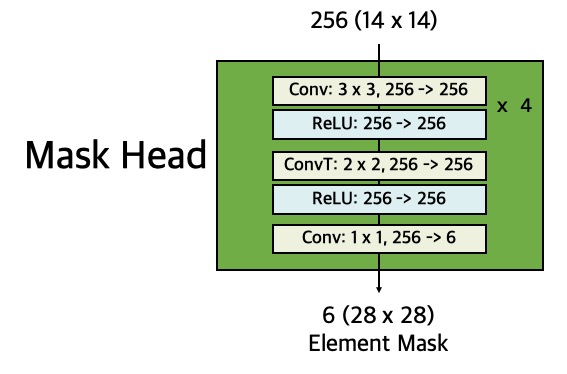 256 (14 x 14)
Conv: 3 x 3, 256 -> 256
x 4
ReLU: 256 -> 256
Mask Head
ConvT: 2 x 2, 256 -> 256
ReLU: 256 -> 256
Conv: 1 x 1, 256 -> 6
6 (28 x 28)
Element Mask